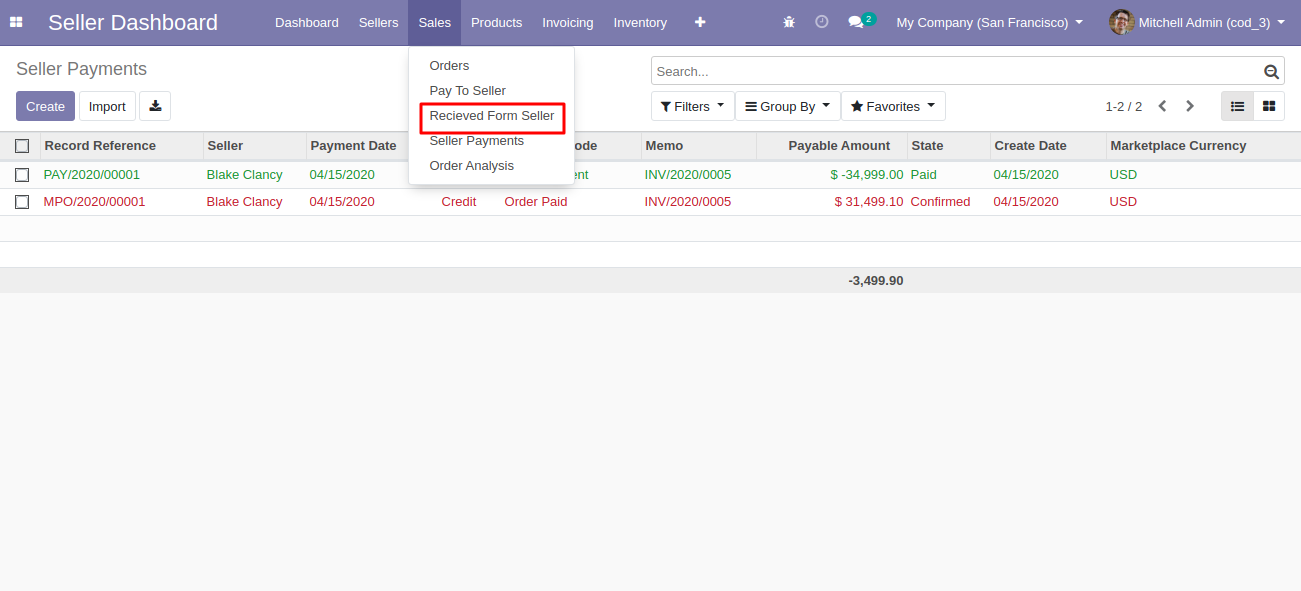 Seller Dashboard Dashboard Sellers Sales Products Invoicing Inventory 2 My Company (San Francisco) Mitchell Admin (cod_3)
Seller Payments
Search...
Create Import
Filters Group By Favorites 1-2 / 2
Orders
Pay To Seller
Recieved Form Seller
Seller Payments
Order Analysis
Record Reference Seller Payment Date ode Memo Payable Amount State Create Date Marketplace Currency
PAY/2020/00001 Blake Clancy 04/15/2020 ent INV/2020/0005 $ -34,999.00 Paid 04/15/2020 USD
MPO/2020/00001 Blake Clancy 04/15/2020 Credit Order Paid INV/2020/0005 $ 31,499.10 Confirmed 04/15/2020 USD
-3,499.90